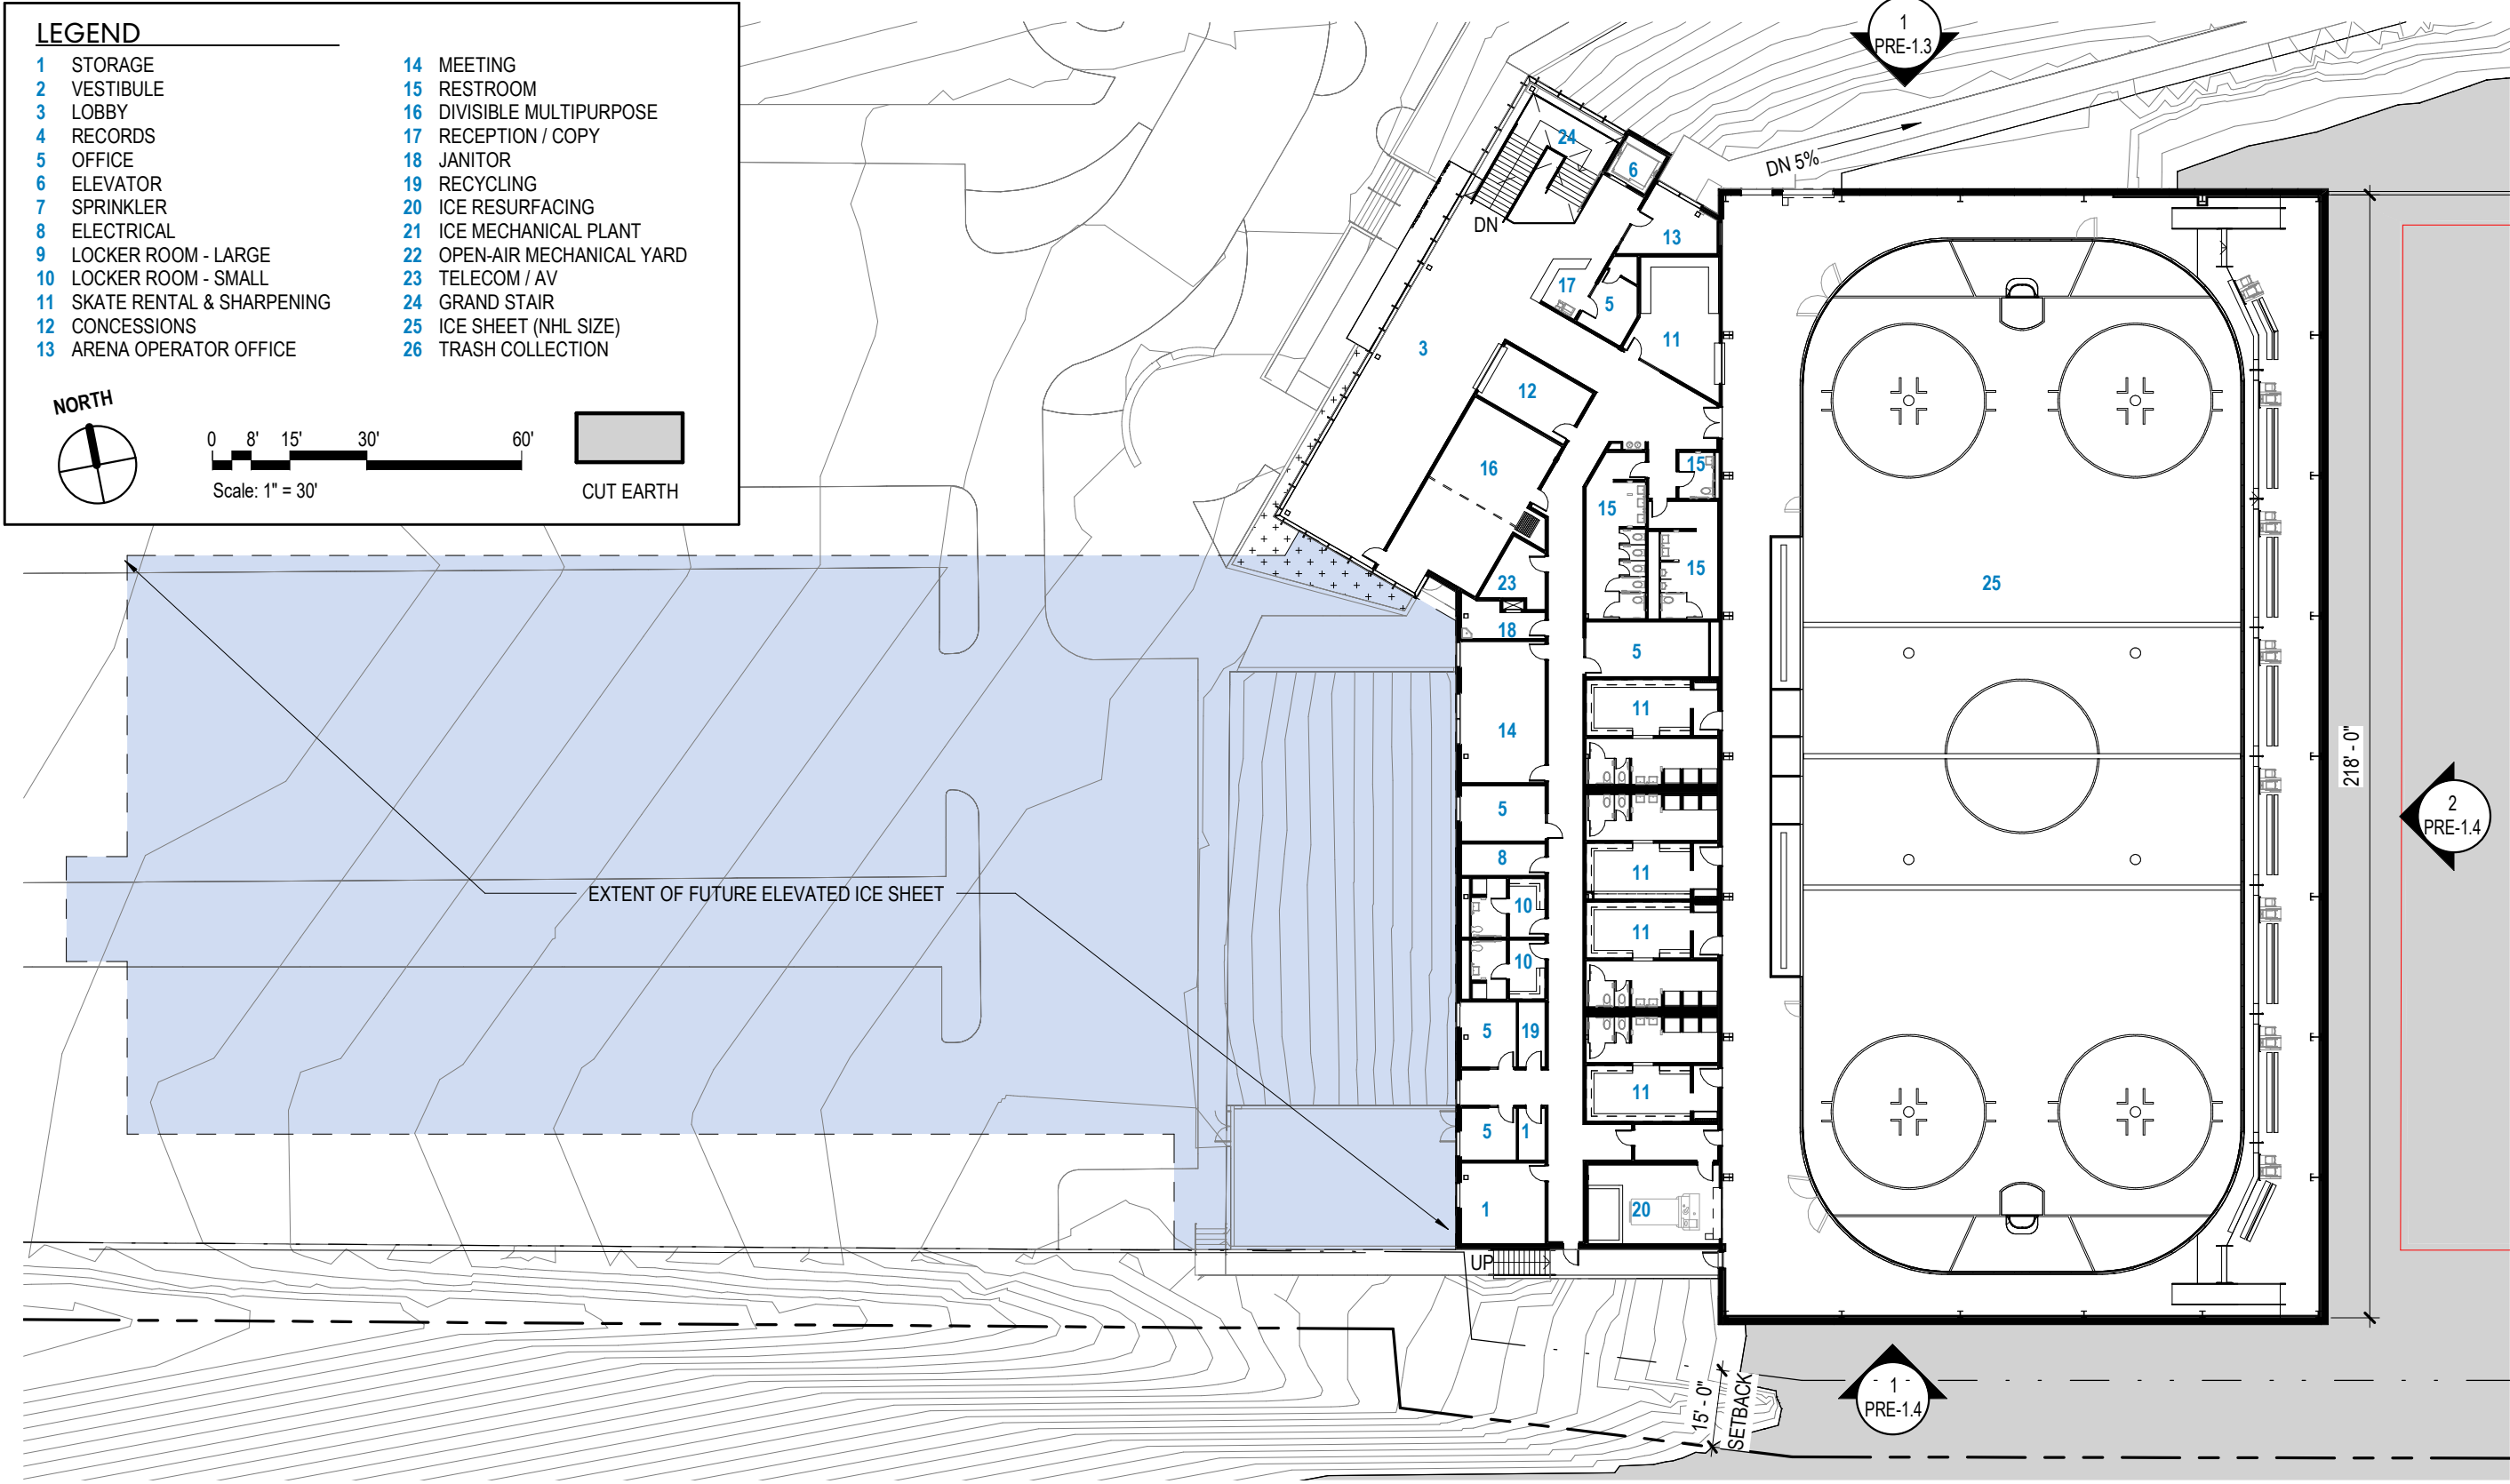 LEGEND
1 STORAGE
2 VESTIBULE
3 LOBBY
4 RECORDS
5 OFFICE
6 ELEVATOR
7 SPRINKLER
8 ELECTRICAL
9 LOCKER ROOM - LARGE
10 LOCKER ROOM - SMALL
11 SKATE RENTAL & SHARPENING
12 CONCESSIONS
13 ARENA OPERATOR OFFICE
14 MEETING
15 RESTROOM
16 DIVISIBLE MULTIPURPOSE
17 RECEPTION / COPY
18 JANITOR
19 RECYCLING
20 ICE RESURFACING
21 ICE MECHANICAL PLANT
22 OPEN-AIR MECHANICAL YARD
23 TELECOM / AV
24 GRAND STAIR
25 ICE SHEET (NHL SIZE)
26 TRASH COLLECTION
NORTH
0 8' 15' 30' 60'
Scale: 1" = 30'
CUT EARTH
1
PRE-1.3
DN 5%
24
6
DN
13
17
5
3
11
12
16
15
15
15
23
25
18
5
11
14
218' - 0"
5
2
PRE-1.4
8
11
EXTENT OF FUTURE ELEVATED ICE SHEET
10
11
10
5
19
11
5
1
1
20
UP
15' - 0"
SETBACK
1
PRE-1.4